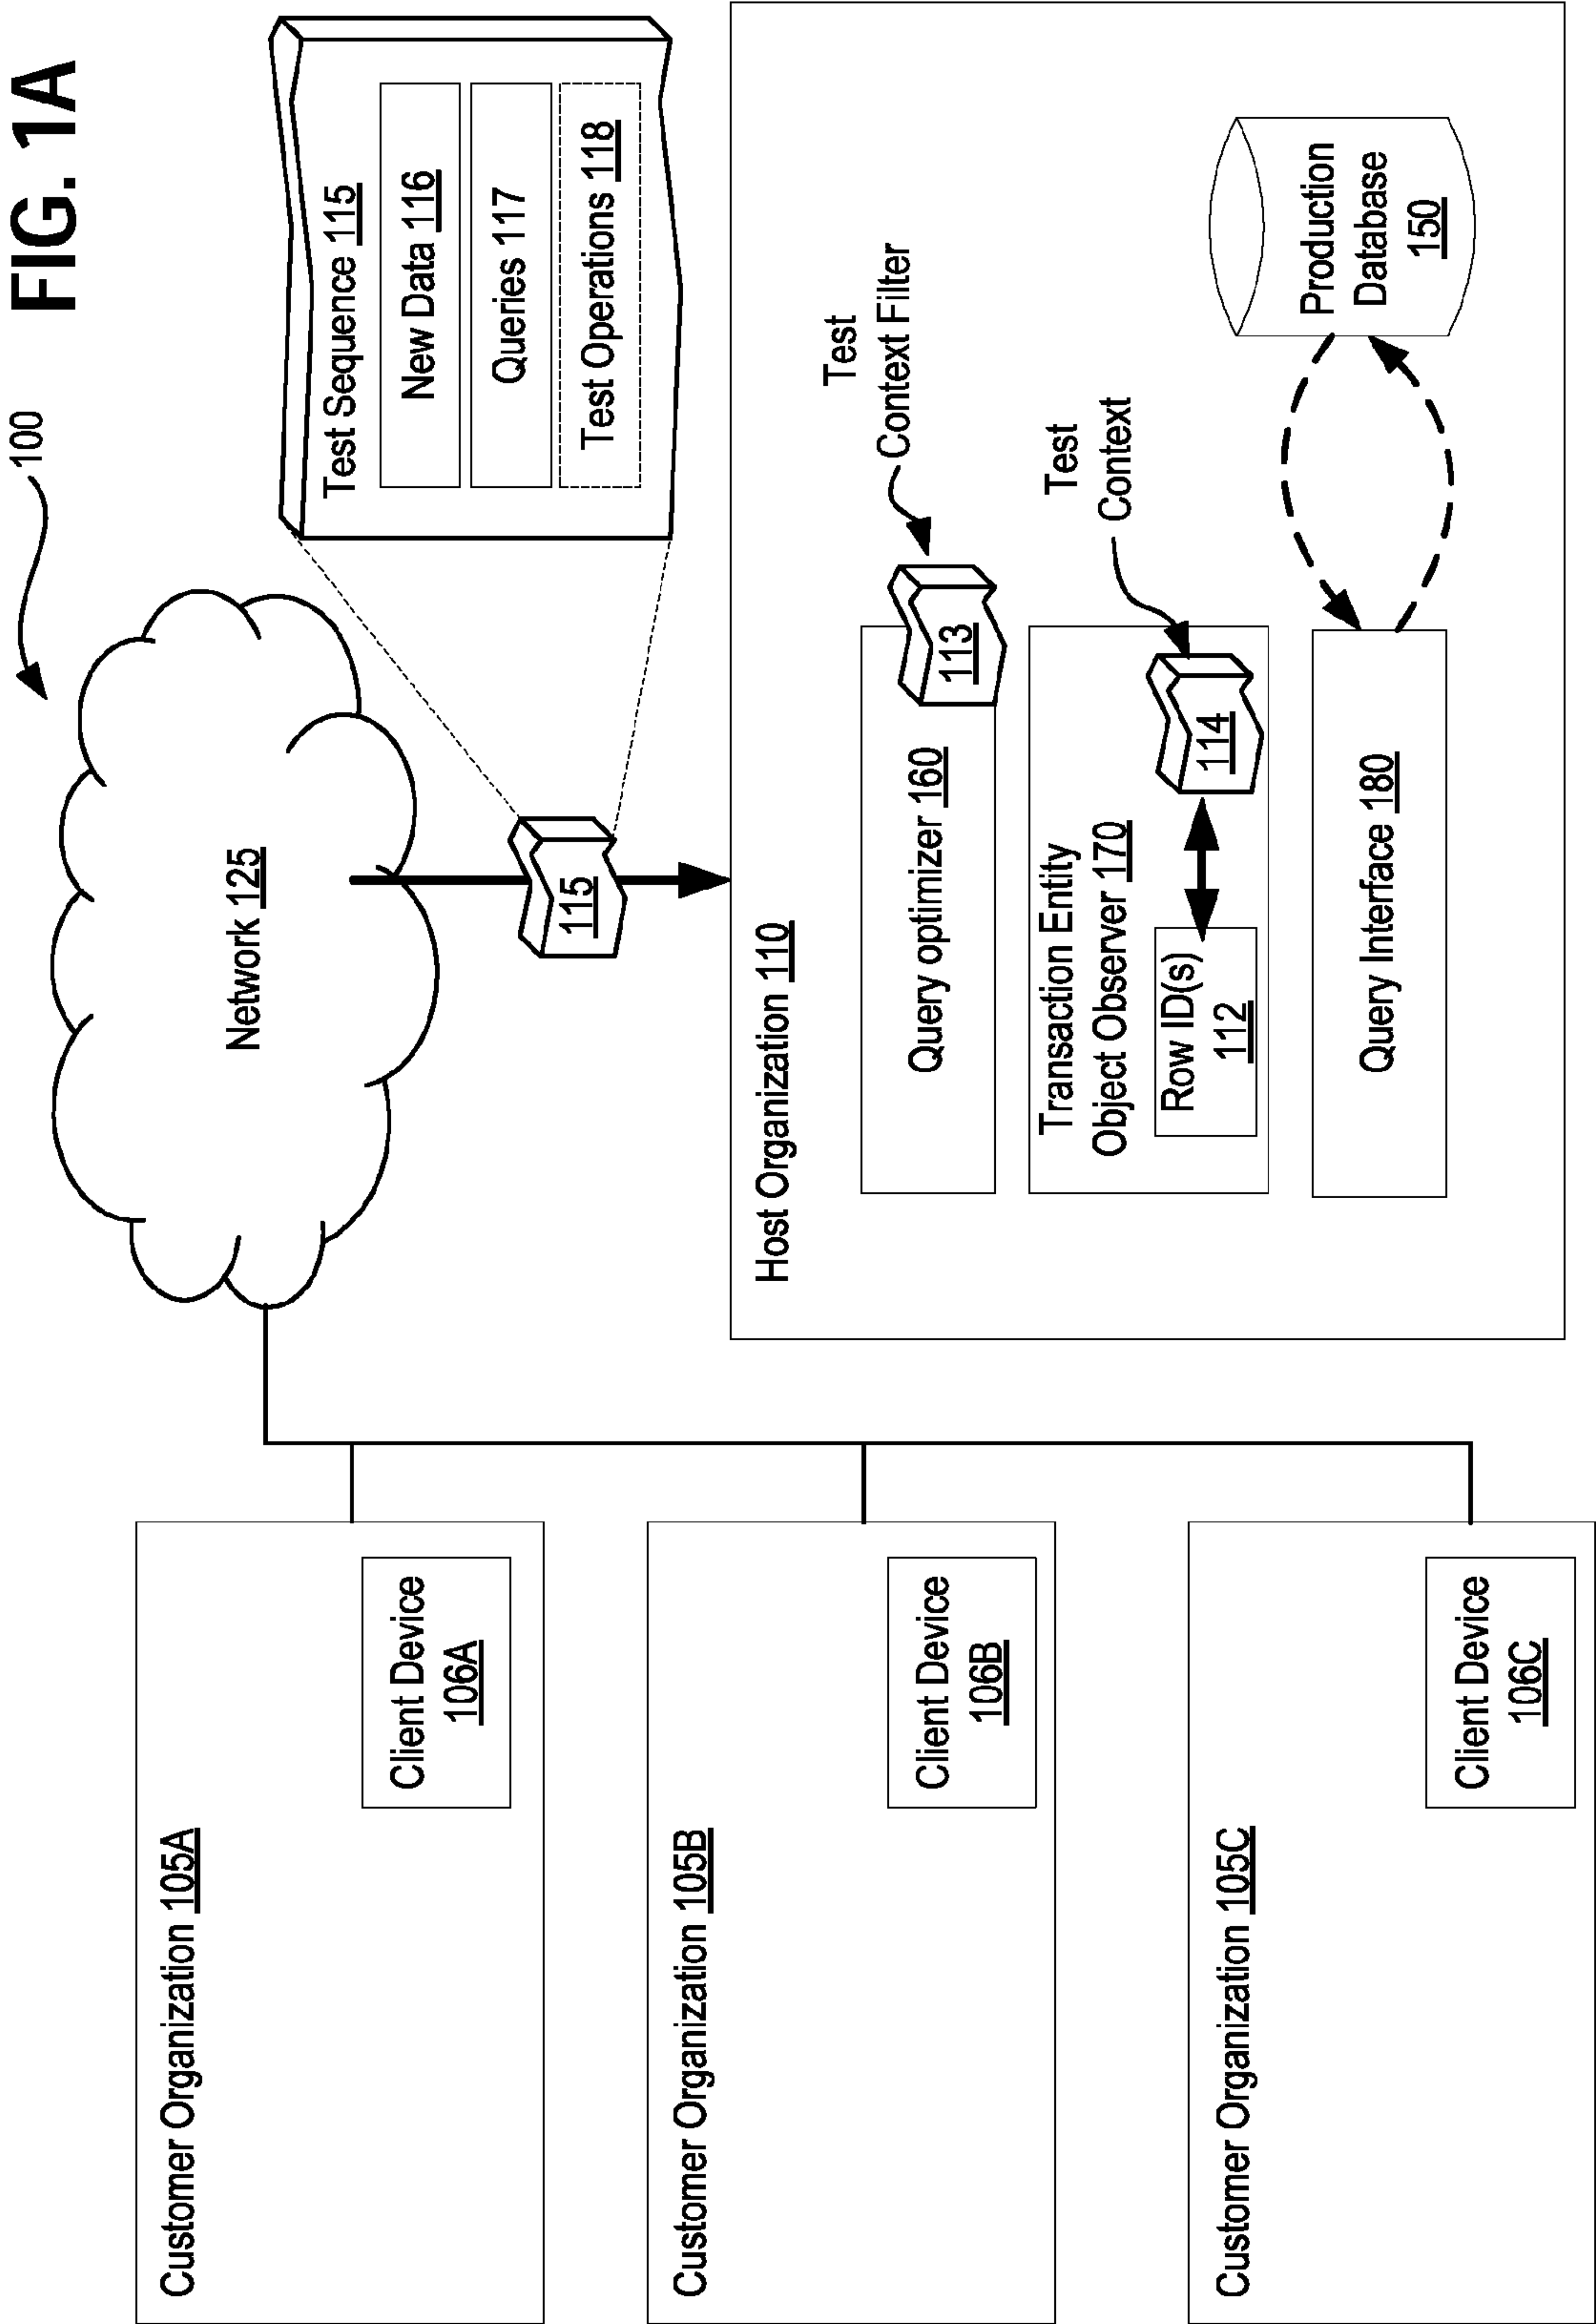 FIG. 1A
100
Customer Organization 105A
Client Device
106A
Customer Organization 105B
Client Device
106B
Customer Organization 105C
Client Device
106C
Network 125
115
Test Sequence 115
New Data 116
Queries 117
Test Operations 118
Host Organization 110
Query optimizer 160
113
Test
Context Filter
Transaction Entity
Object Observer 170
Row ID(s)
112
114
Test
Context
Query Interface 180
Production
Database
150